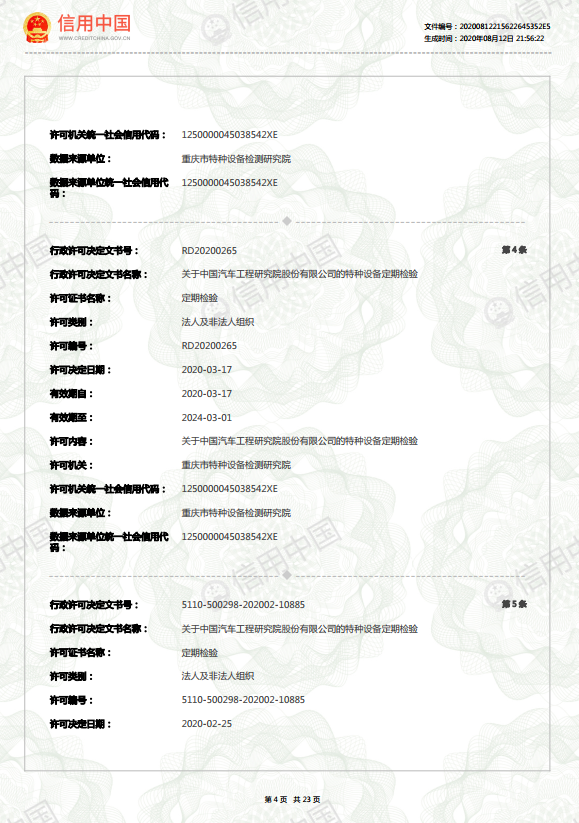 信用中国
WWW.CREDITCHINA.GOV.CN
文件编号：20200812215622645352E5
生成时间：2020年08月12日 21:56:22
许可机关统一社会信用代码： 1250000045038542XE
数据来源单位： 重庆市特种设备检测研究院
数据来源单位统一社会信用代码： 1250000045038542XE
行政许可决定文书号： RD20200265 第4条
行政许可决定文书名称： 关于中国汽车工程研究院股份有限公司的特种设备定期检验
许可证书名称： 定期检验
许可类别： 法人及非法人组织
许可编号： RD20200265
许可决定日期： 2020-03-17
有效期自： 2020-03-17
有效期至： 2024-03-01
许可内容： 关于中国汽车工程研究院股份有限公司的特种设备定期检验
许可机关： 重庆市特种设备检测研究院
许可机关统一社会信用代码： 1250000045038542XE
数据来源单位： 重庆市特种设备检测研究院
数据来源单位统一社会信用代码： 1250000045038542XE
行政许可决定文书号： 5110-500298-202002-10885 第5条
行政许可决定文书名称： 关于中国汽车工程研究院股份有限公司的特种设备定期检验
许可证书名称： 定期检验
许可类别： 法人及非法人组织
许可编号： 5110-500298-202002-10885
许可决定日期： 2020-02-25
第 4 页 共 23 页